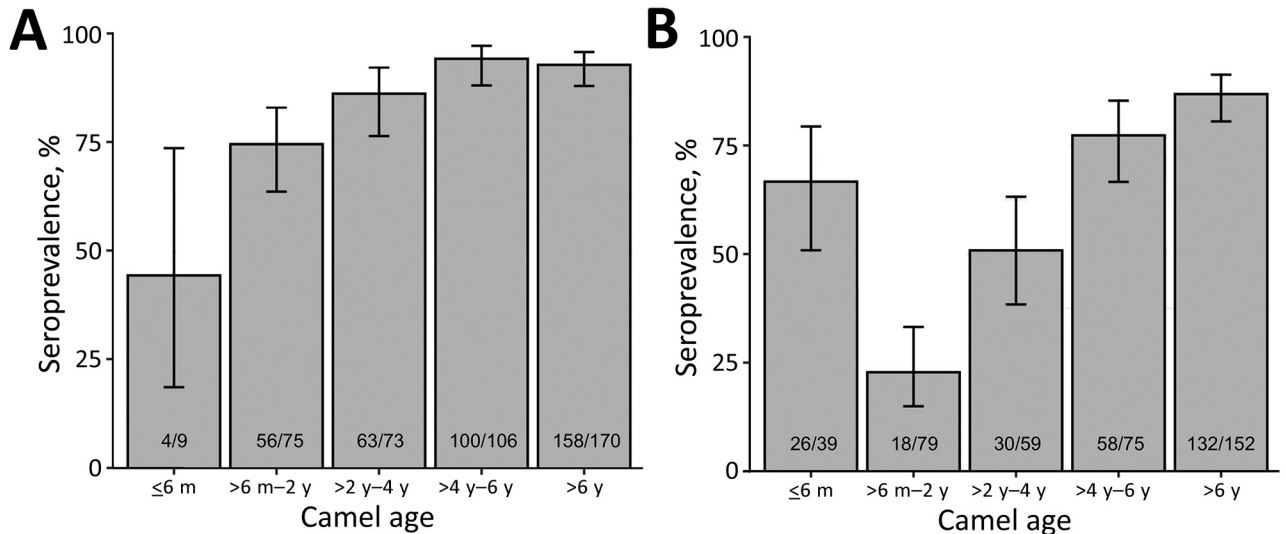 A
100
75
50
25
0
Seroprevalence, %
4/9
56/75
63/73
100/106
158/170
≤6 m
>6 m–2 y
>2 y–4 y
>4 y–6 y
>6 y
Camel age
B
100
75
50
25
0
Seroprevalence, %
26/39
18/79
30/59
58/75
132/152
≤6 m
>6 m–2 y
>2 y–4 y
>4 y–6 y
>6 y
Camel age